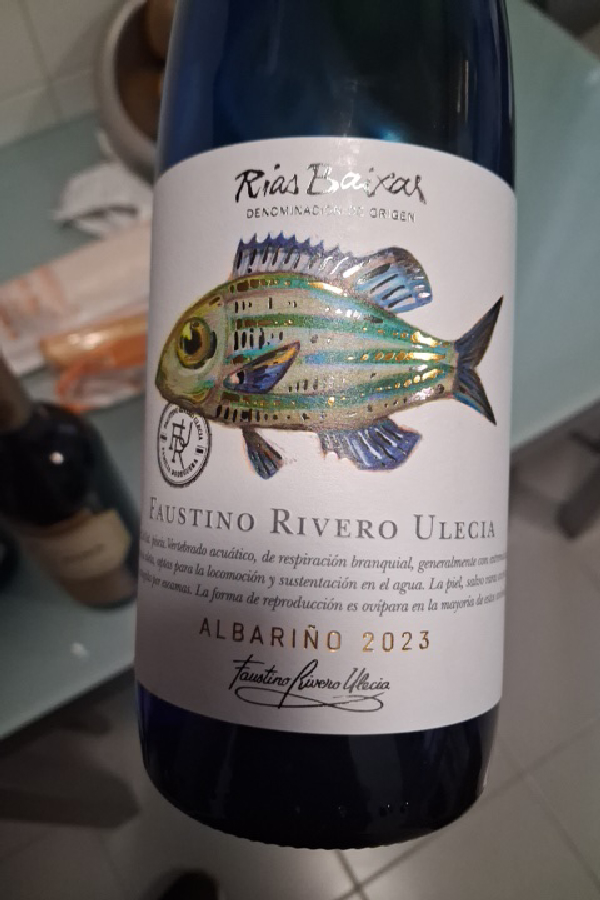 Rías Baixas
DENOMINACIÓN DE ORIGEN
FAUSTINO RIVERO ULECIA
Vertebrado acuático, de respiración branquial, generalmente con
aptas para la locomoción y sustentación en el agua. La piel, salvo
por escamas. La forma de reproducción es ovípara en la mayoría de
ALBARIÑO 2023
Faustino Rivero Ulecia